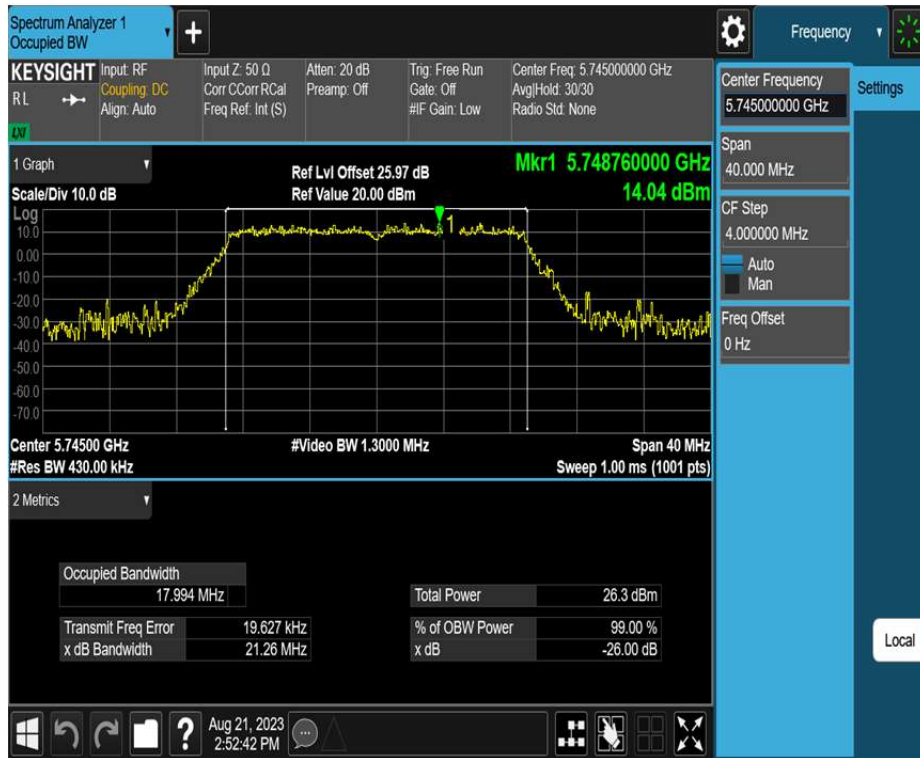 Spectrum Analyzer 1
Occupied BW
+
Frequency
KEYSIGHT
RL
LXI
Input: RF
Coupling: DC
Align: Auto
Input Z: 50 Ω
Corr CCorr RCal
Freq Ref: Int (S)
Atten: 20 dB
Preamp: Off
Trig: Free Run
Gate: Off
#IF Gain: Low
Center Freq: 5.745000000 GHz
Avg|Hold: 30/30
Radio Std: None
Center Frequency
5.745000000 GHz
Settings
Span
40.000 MHz
CF Step
4.000000 MHz
Auto
Man
Freq Offset
0 Hz
Local
1 Graph
Scale/Div 10.0 dB
Ref Lvl Offset 25.97 dB
Ref Value 20.00 dBm
Mkr1 5.748760000 GHz
14.04 dBm
Log
10.0
0.00
-10.0
-20.0
-30.0
-40.0
-50.0
-60.0
-70.0
1
Center 5.74500 GHz
#Res BW 430.00 kHz
#Video BW 1.3000 MHz
Span 40 MHz
Sweep 1.00 ms (1001 pts)
2 Metrics
Occupied Bandwidth
17.994 MHz
Transmit Freq Error 19.627 kHz
x dB Bandwidth 21.26 MHz
Total Power 26.3 dBm
% of OBW Power 99.00 %
x dB -26.00 dB
?
Aug 21, 2023
2:52:42 PM